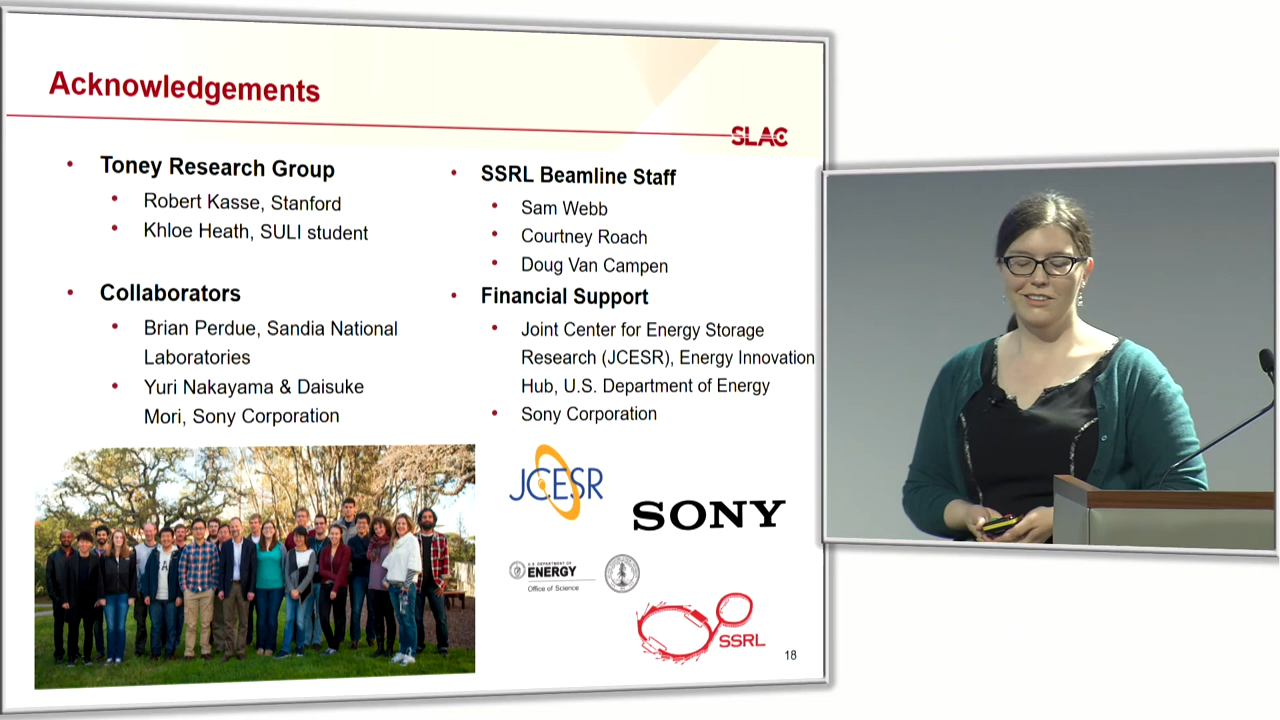 Acknowledgements
SLAC
• Toney Research Group
• Robert Kasse, Stanford
• Khloe Heath, SULI student
• Collaborators
• Brian Perdue, Sandia National
Laboratories
• Yuri Nakayama & Daisuke
Mori, Sony Corporation
• SSRL Beamline Staff
• Sam Webb
• Courtney Roach
• Doug Van Campen
• Financial Support
• Joint Center for Energy Storage
Research (JCESR), Energy Innovation
Hub, U.S. Department of Energy
• Sony Corporation
JCESR
SONY
U.S. DEPARTMENT OF
ENERGY
Office of Science
SSRL
18